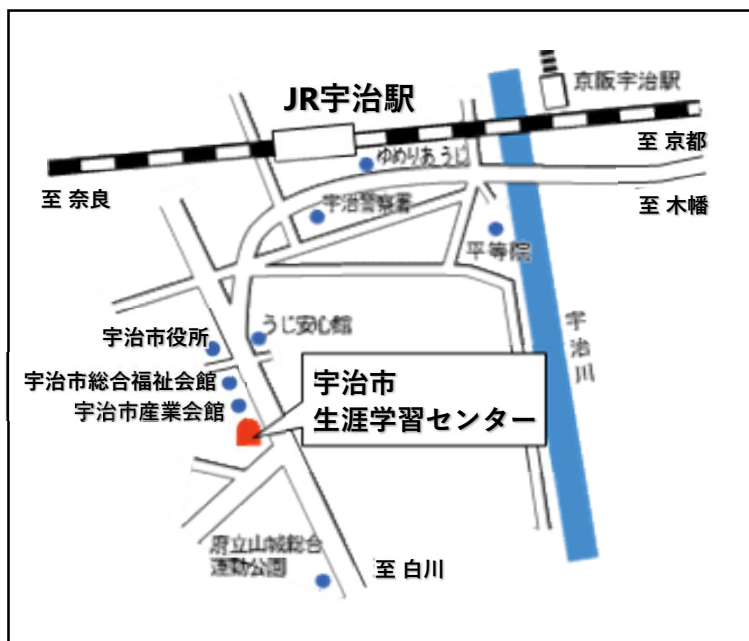 京阪宇治駅
JR宇治駅
至 京都
ゆめりあうじ
至 奈良
至 木幡
宇治警察署
平等院
宇治川
うじ安心館
宇治市役所
宇治市総合福祉会館
宇治市産業会館
宇治市
生涯学習センター
府立山城総合
運動公園
至 白川